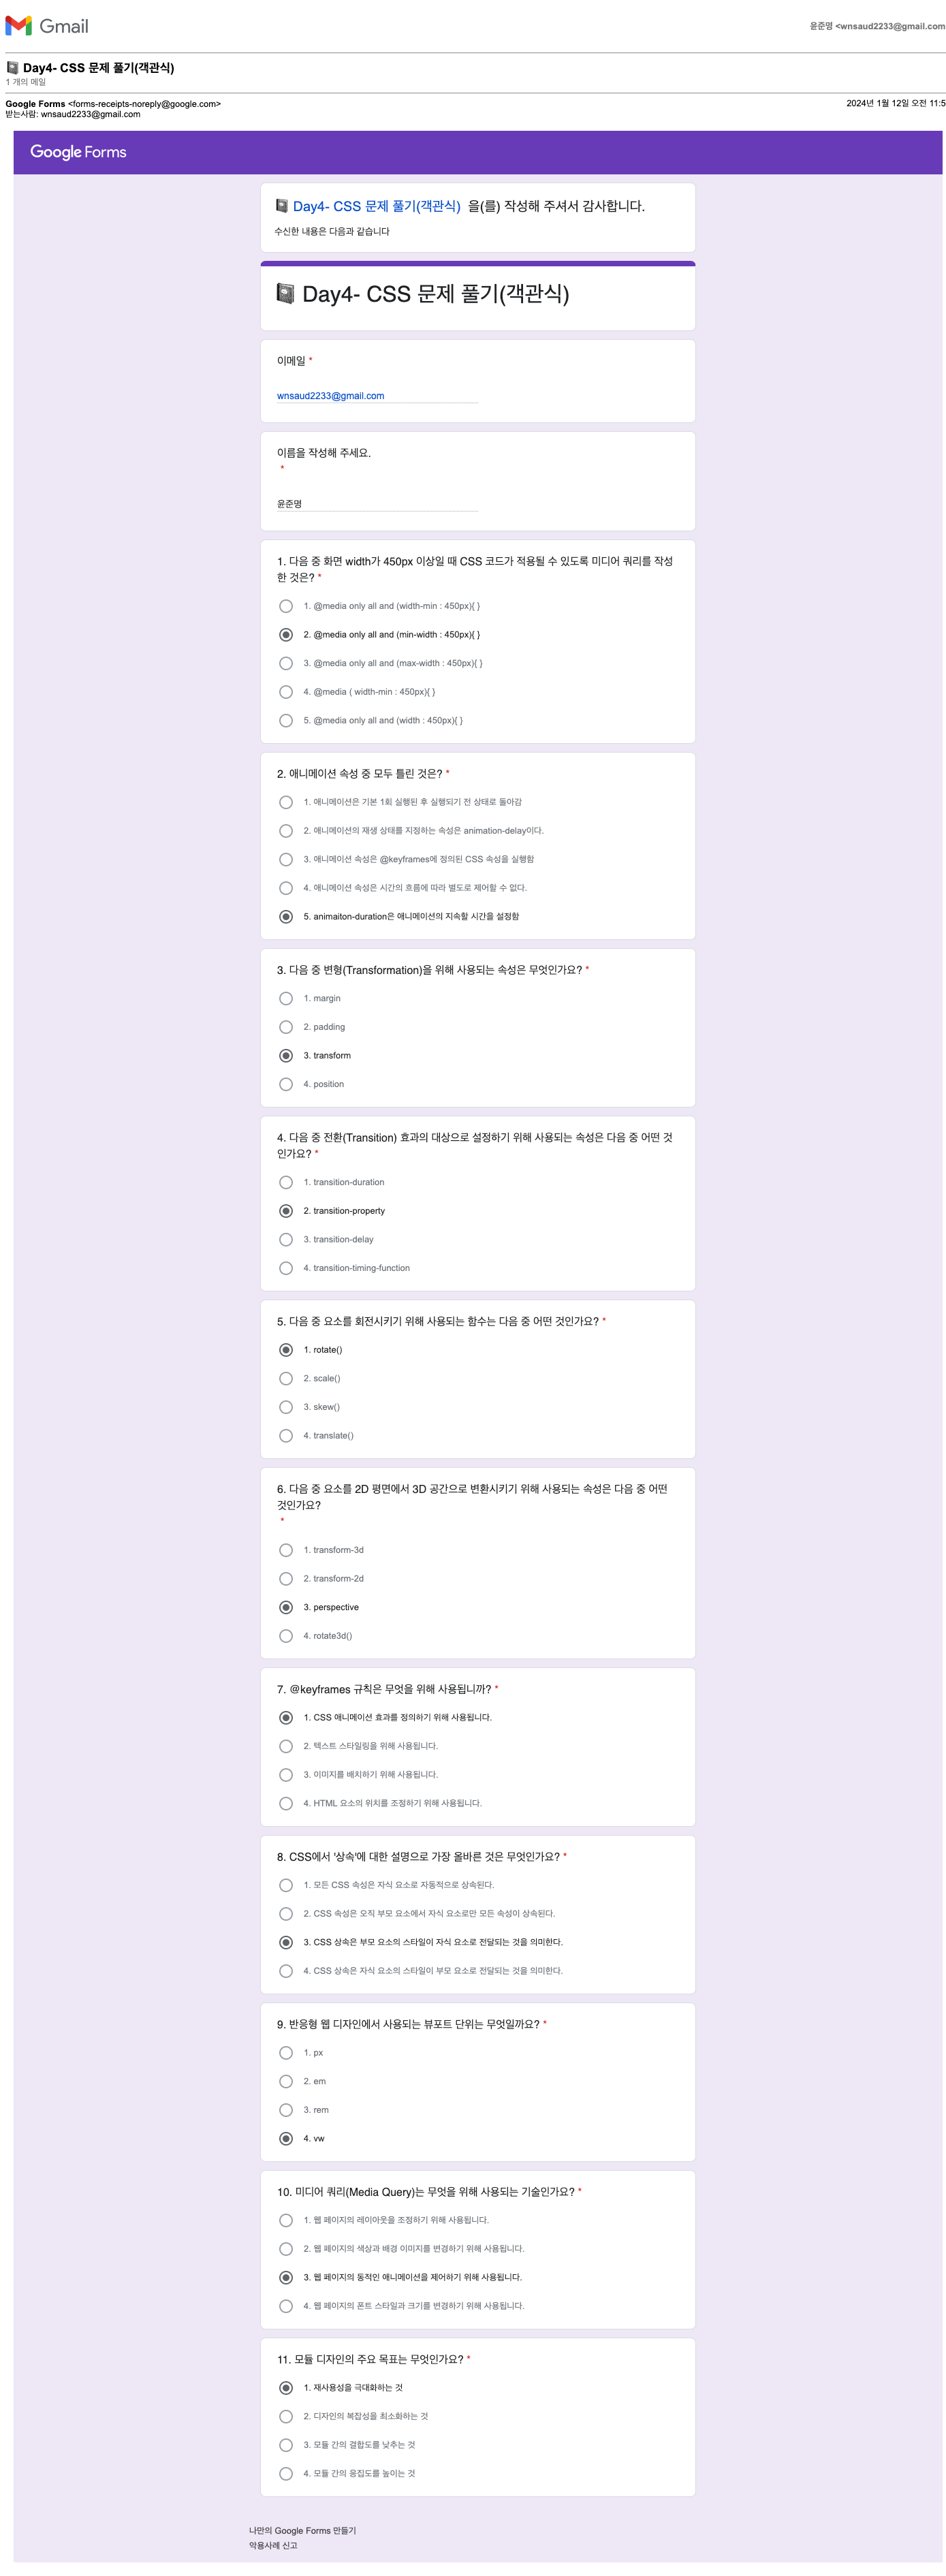 Gmail
윤준명 <wnsaud2233@gmail.com
Day4- CSS 문제 풀기(객관식)
1 개의 메일
Google Forms <forms-receipts-noreply@google.com>
2024년 1월 12일 오전 11:5
받는사람: wnsaud2233@gmail.com
Google Forms
Day4- CSS 문제 풀기(객관식) 을(를) 작성해 주셔서 감사합니다.
수신한 내용은 다음과 같습니다
Day4- CSS 문제 풀기(객관식)
이메일 *
wnsaud2233@gmail.com
이름을 작성해 주세요.
*
윤준명
1. 다음 중 화면 width가 450px 이상일 때 CSS 코드가 적용될 수 있도록 미디어 쿼리를 작성
한 것은? *
1. @media only all and (width-min : 450px){ }
2. @media only all and (min-width : 450px){ }
3. @media only all and (max-width : 450px){ }
4. @media ( width-min : 450px){ }
5. @media only all and (width : 450px){ }
2. 애니메이션 속성 중 모두 틀린 것은? *
1. 애니메이션은 기본 1회 실행된 후 실행되기 전 상태로 돌아감
2. 애니메이션의 재생 상태를 지정하는 속성은 animation-delay이다.
3. 애니메이션 속성은 @keyframes에 정의된 CSS 속성을 실행함
4. 애니메이션 속성은 시간의 흐름에 따라 별도로 제어할 수 없다.
5. animaiton-duration은 애니메이션의 지속할 시간을 설정함
3. 다음 중 변형(Transformation)을 위해 사용되는 속성은 무엇인가요? *
1. margin
2. padding
3. transform
4. position
4. 다음 중 전환(Transition) 효과의 대상으로 설정하기 위해 사용되는 속성은 다음 중 어떤 것
인가요? *
1. transition-duration
2. transition-property
3. transition-delay
4. transition-timing-function
5. 다음 중 요소를 회전시키기 위해 사용되는 함수는 다음 중 어떤 것인가요? *
1. rotate()
2. scale()
3. skew()
4. translate()
6. 다음 중 요소를 2D 평면에서 3D 공간으로 변환시키기 위해 사용되는 속성은 다음 중 어떤
것인가요?
*
1. transform-3d
2. transform-2d
3. perspective
4. rotate3d()
7. @keyframes 규칙은 무엇을 위해 사용됩니까? *
1. CSS 애니메이션 효과를 정의하기 위해 사용됩니다.
2. 텍스트 스타일링을 위해 사용됩니다.
3. 이미지를 배치하기 위해 사용됩니다.
4. HTML 요소의 위치를 조정하기 위해 사용됩니다.
8. CSS에서 '상속'에 대한 설명으로 가장 올바른 것은 무엇인가요? *
1. 모든 CSS 속성은 자식 요소로 자동적으로 상속된다.
2. CSS 속성은 오직 부모 요소에서 자식 요소로만 모든 속성이 상속된다.
3. CSS 상속은 부모 요소의 스타일이 자식 요소로 전달되는 것을 의미한다.
4. CSS 상속은 자식 요소의 스타일이 부모 요소로 전달되는 것을 의미한다.
9. 반응형 웹 디자인에서 사용되는 뷰포트 단위는 무엇일까요? *
1. px
2. em
3. rem
4. vw
10. 미디어 쿼리(Media Query)는 무엇을 위해 사용되는 기술인가요? *
1. 웹 페이지의 레이아웃을 조정하기 위해 사용됩니다.
2. 웹 페이지의 색상과 배경 이미지를 변경하기 위해 사용됩니다.
3. 웹 페이지의 동적인 애니메이션을 제어하기 위해 사용됩니다.
4. 웹 페이지의 폰트 스타일과 크기를 변경하기 위해 사용됩니다.
11. 모듈 디자인의 주요 목표는 무엇인가요? *
1. 재사용성을 극대화하는 것
2. 디자인의 복잡성을 최소화하는 것
3. 모듈 간의 결합도를 낮추는 것
4. 모듈 간의 응집도를 높이는 것
나만의 Google Forms 만들기
악용사례 신고